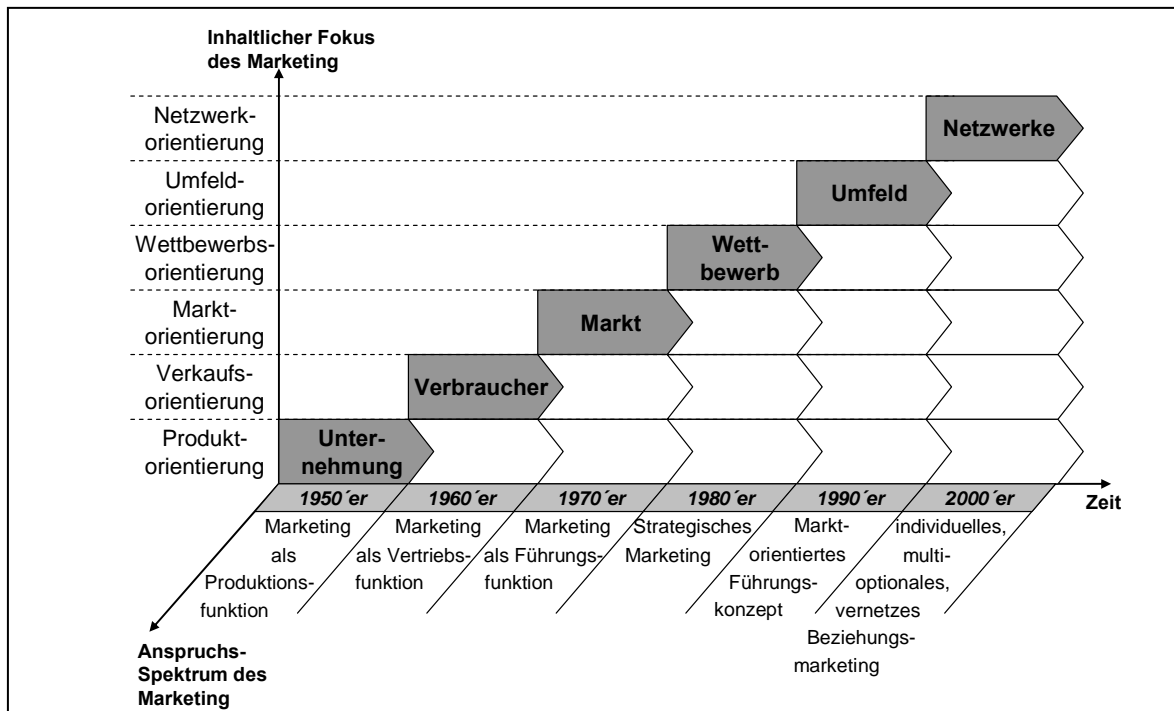 Inhaltlicher Fokus
des Marketing
Netzwerk-
orientierung
Netzwerke
Umfeld-
orientierung
Umfeld
Wettbewerbs-
orientierung
Wett-
bewerb
Markt-
orientierung
Markt
Verkaufs-
orientierung
Verbraucher
Produkt-
orientierung
Unter-
nehmung
1950´er
1960´er
1970´er
1980´er
1990´er
2000´er
Zeit
Marketing
als
Produktions-
funktion
Marketing
als Vertriebs-
funktion
Marketing
als Führungs-
funktion
Strategisches
Marketing
Markt-
orientiertes
Führungs-
konzept
individuelles,
multi-
optionales,
vernetzes
Beziehungs-
marketing
Anspruchs-
Spektrum des
Marketing